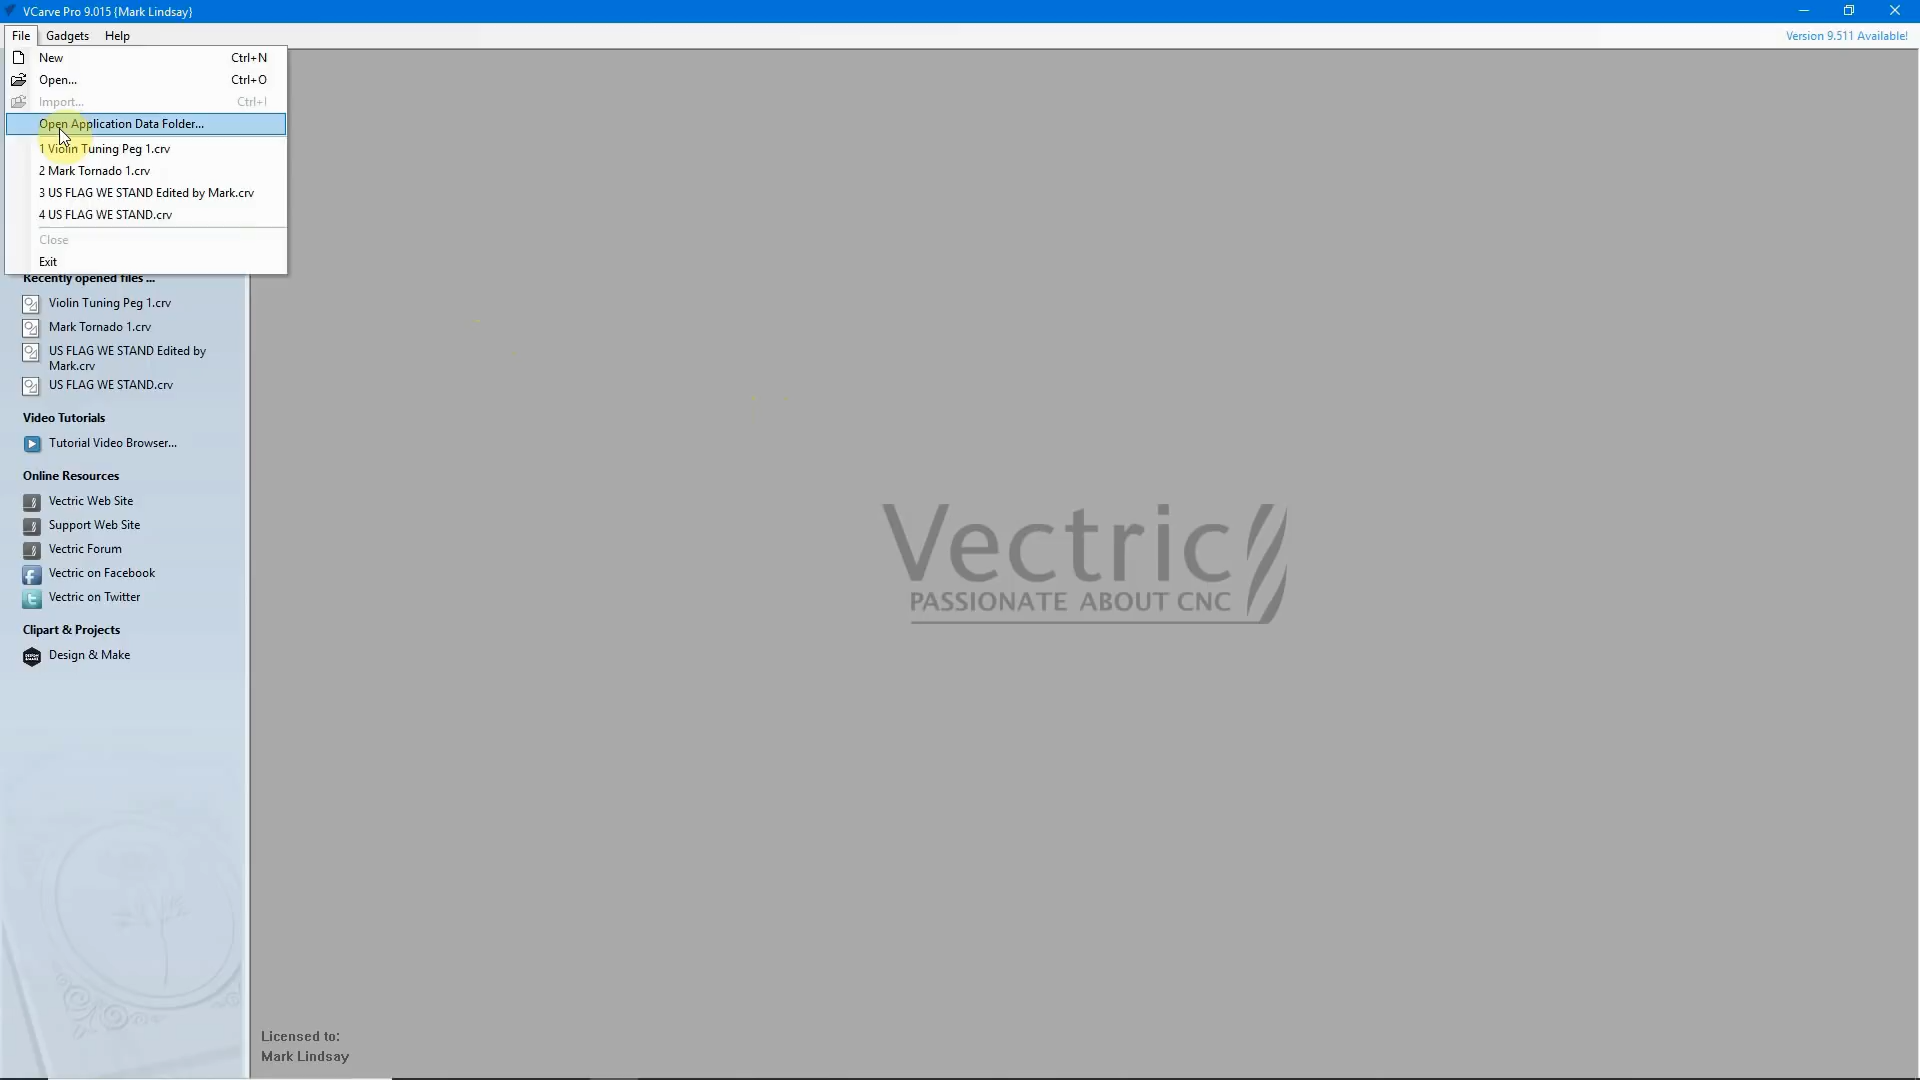 VCarve Pro 9.015 {Mark Lindsay}
File Gadgets Help Version 9.511 Available!
New Ctrl+N
Open... Ctrl+O
Import... Ctrl+I
Open Application Data Folder...
1 Violin Tuning Peg 1.crv
2 Mark Tornado 1.crv
3 US FLAG WE STAND Edited by Mark.crv
4 US FLAG WE STAND.crv
Close
Exit
Recently opened files ...
Violin Tuning Peg 1.crv
Mark Tornado 1.crv
US FLAG WE STAND Edited by
Mark.crv
US FLAG WE STAND.crv
Video Tutorials
Tutorial Video Browser...
Online Resources
Vectric Web Site
Support Web Site
Vectric Forum
Vectric on Facebook
Vectric on Twitter
Clipart & Projects
Design & Make
Vectric
PASSIONATE ABOUT CNC
Licensed to:
Mark Lindsay